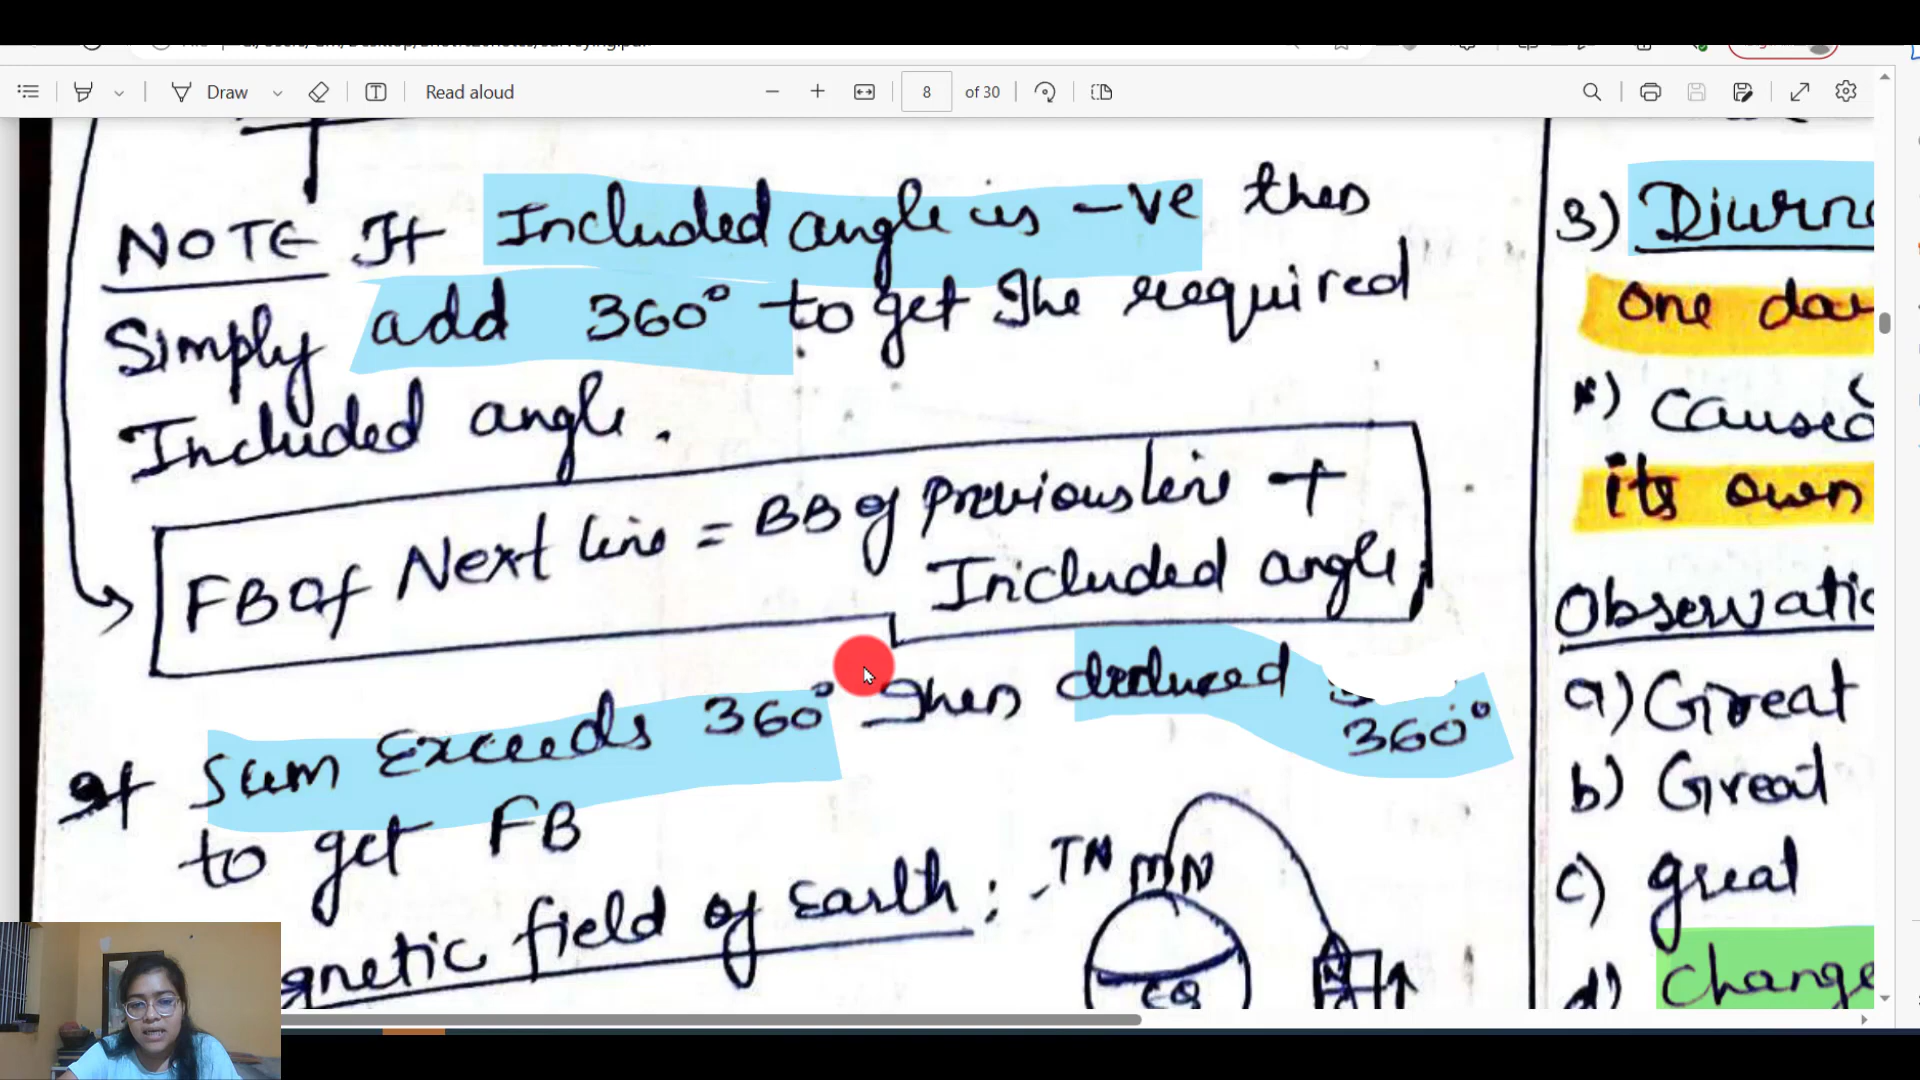 Draw
Read aloud
8 of 30
NOTE If Included angle is -ve then
Simply add 360° to get the required
Included angle.
FB of Next line = BB of previous line +
Included angle
If Sum Exceeds 360° then deduced
360°
to get FB
gnetic field of Earth :
TN MN
EQ
3) Diurn
One da
*) Caused
its own
Observatio
a) Great
b) Great
c) great
d) Change